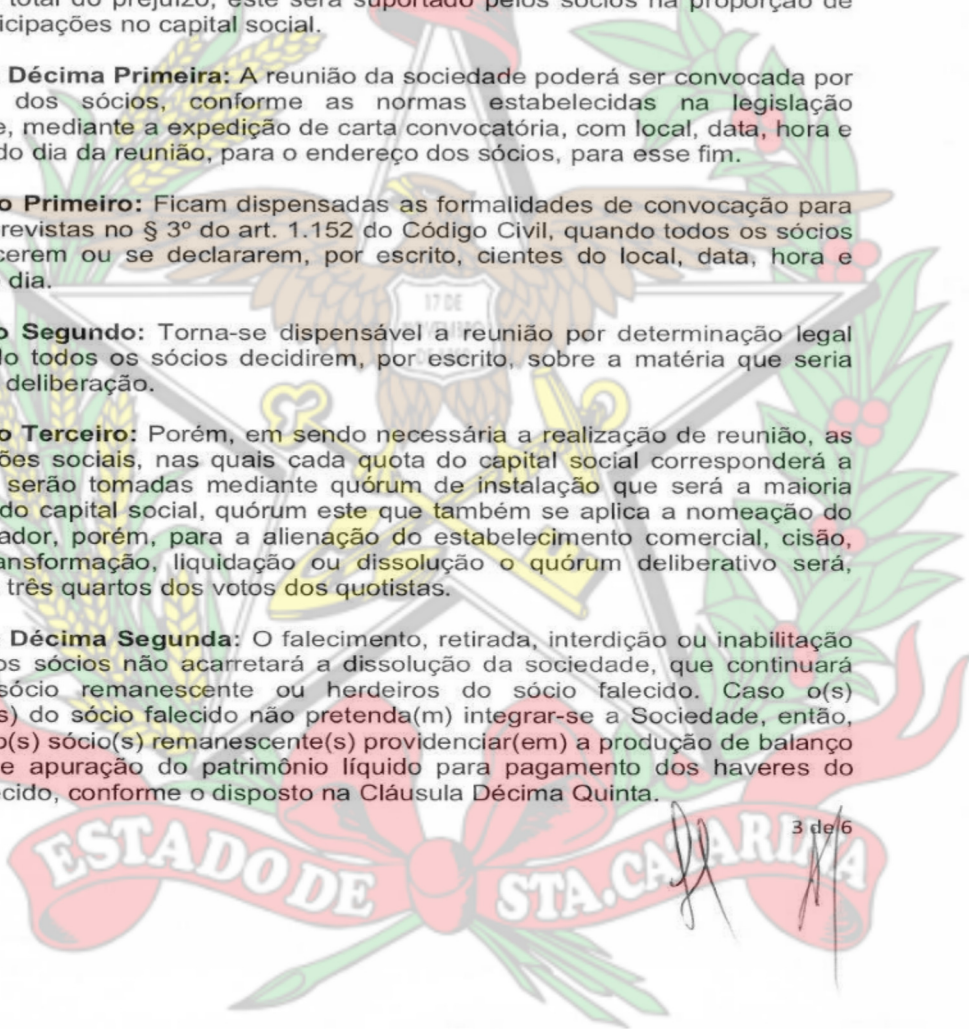 total do prejuízo, este será suportado pelos sócios na proporção de
icipações no capital social.
Décima Primeira: A reunião da sociedade poderá ser convocada por
dos sócios, conforme as normas estabelecidas na legislação
e, mediante a expedição de carta convocatória, com local, data, hora e
do dia da reunião, para o endereço dos sócios, para esse fim.
o Primeiro: Ficam dispensadas as formalidades de convocação para
revistas no § 3º do art. 1.152 do Código Civil, quando todos os sócios
cerem ou se declararem, por escrito, cientes do local, data, hora e
dia.
17 DE
NOVEMBRO
o Segundo: Torna-se dispensável a reunião por determinação legal
do todos os sócios decidirem, por escrito, sobre a matéria que seria
deliberação.
o Terceiro: Porém, em sendo necessária a realização de reunião, as
ões sociais, nas quais cada quota do capital social corresponderá a
serão tomadas mediante quórum de instalação que será a maioria
do capital social, quórum este que também se aplica a nomeação do
ador, porém, para a alienação do estabelecimento comercial, cisão,
ansformação, liquidação ou dissolução o quórum deliberativo será,
três quartos dos votos dos quotistas.
Décima Segunda: O falecimento, retirada, interdição ou inabilitação
os sócios não acarretará a dissolução da sociedade, que continuará
sócio remanescente ou herdeiros do sócio falecido. Caso o(s)
s) do sócio falecido não pretenda(m) integrar-se a Sociedade, então,
o(s) sócio(s) remanescente(s) providenciar(em) a produção de balanço
e apuração do patrimônio líquido para pagamento dos haveres do
ecido, conforme o disposto na Cláusula Décima Quinta.
3 de 6
ESTADO DE STA. CATARINA